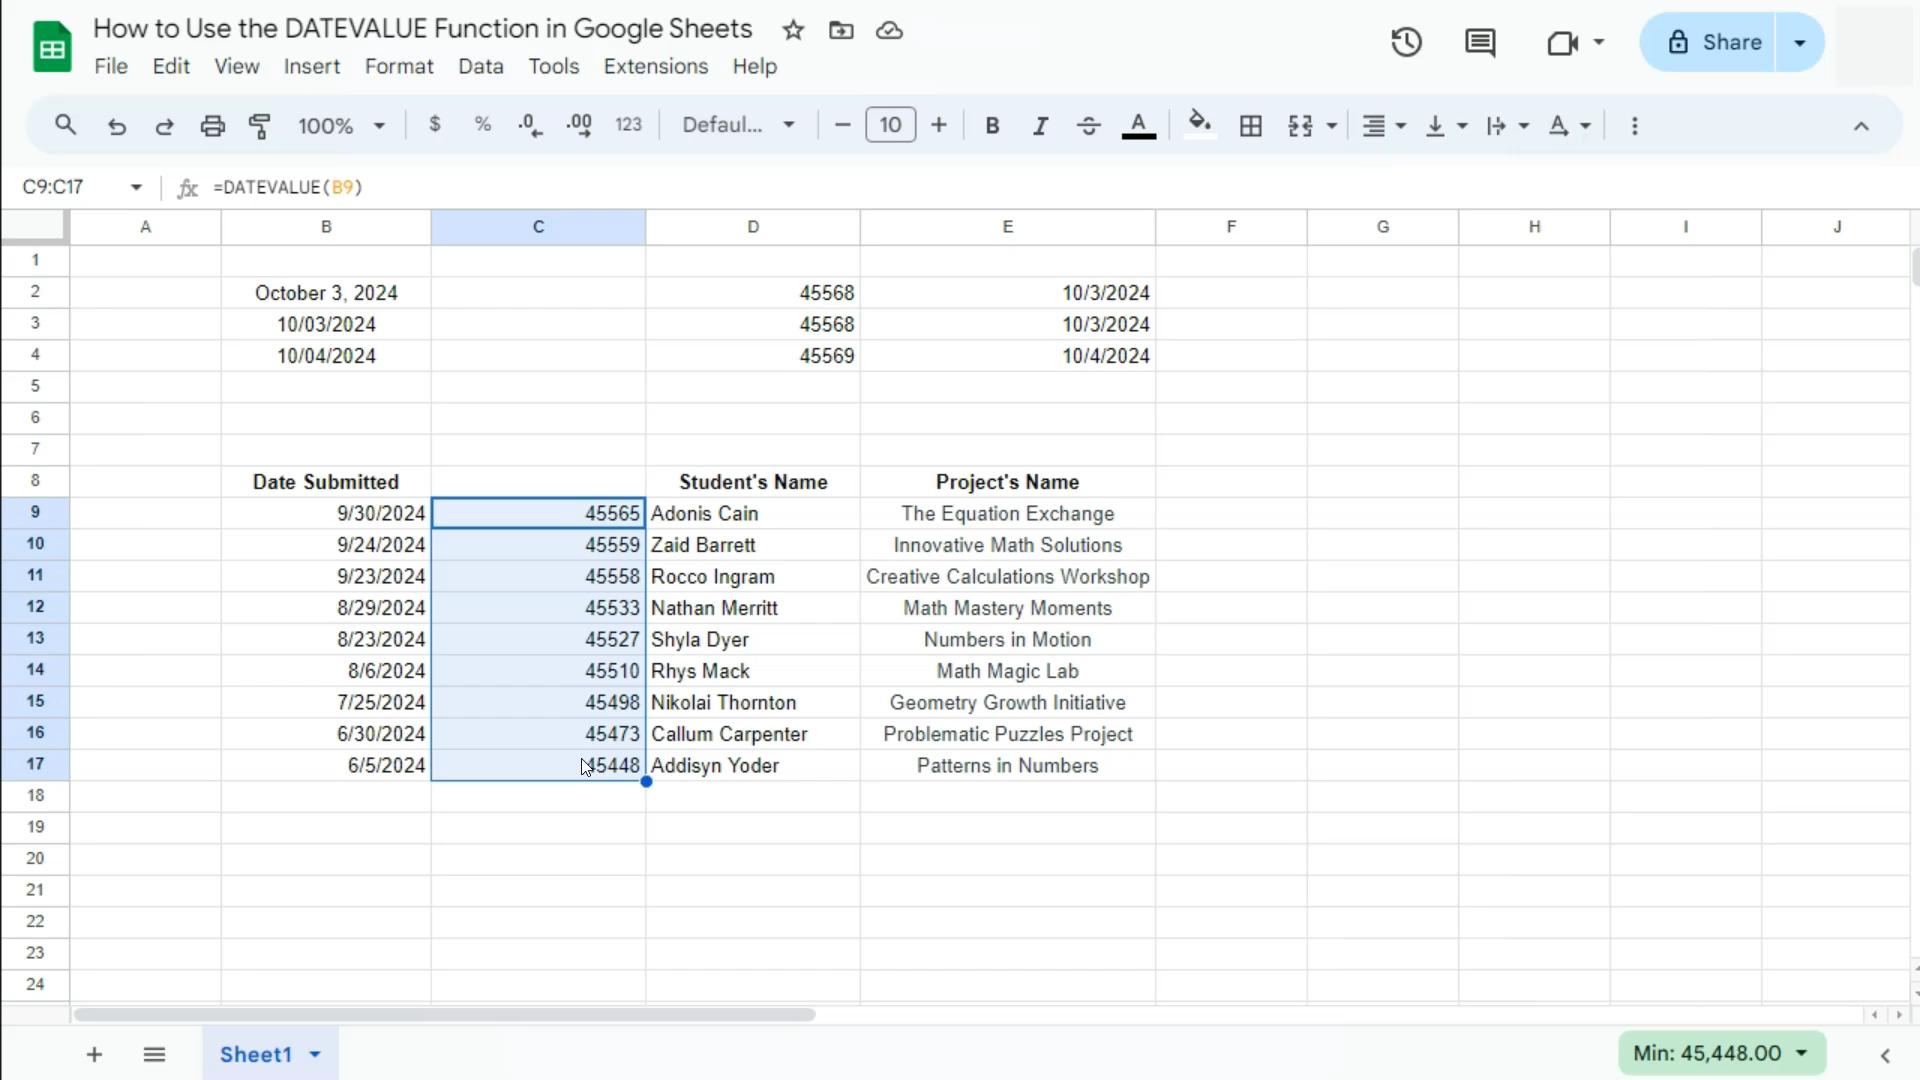 How to Use the DATEVALUE Function in Google Sheets
File Edit View Insert Format Data Tools Extensions Help
Share
100% $ % .0 .00 123 Defaul... 10 B I A
C9:C17 fx =DATEVALUE(B9)
A B C D E F G H I J
1
2 October 3, 2024 45568 10/3/2024
3 10/03/2024 45568 10/3/2024
4 10/04/2024 45569 10/4/2024
5
6
7
8 Date Submitted Student's Name Project's Name
9 9/30/2024 45565 Adonis Cain The Equation Exchange
10 9/24/2024 45559 Zaid Barrett Innovative Math Solutions
11 9/23/2024 45558 Rocco Ingram Creative Calculations Workshop
12 8/29/2024 45533 Nathan Merritt Math Mastery Moments
13 8/23/2024 45527 Shyla Dyer Numbers in Motion
14 8/6/2024 45510 Rhys Mack Math Magic Lab
15 7/25/2024 45498 Nikolai Thornton Geometry Growth Initiative
16 6/30/2024 45473 Callum Carpenter Problematic Puzzles Project
17 6/5/2024 45448 Addisyn Yoder Patterns in Numbers
18
19
20
21
22
23
24
Sheet1
Min: 45,448.00